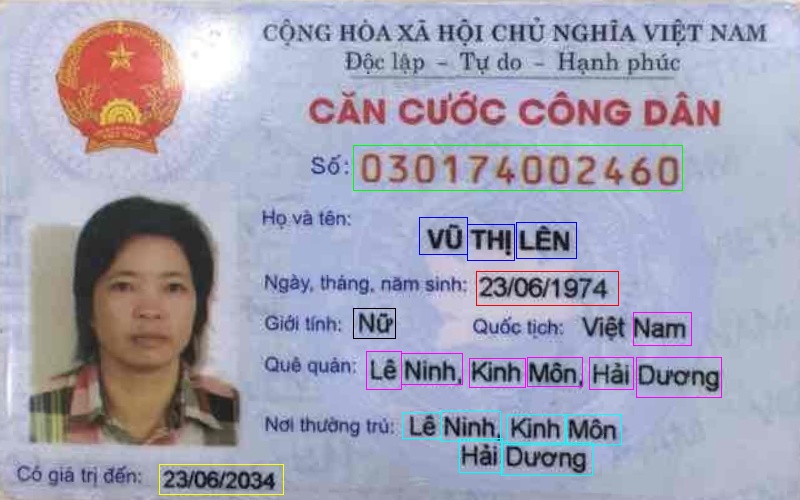 CỘNG HÒA XÃ HỘI CHỦ NGHĨA VIỆT NAM
Độc lập - Tự do - Hạnh phúc
CĂN CƯỚC CÔNG DÂN
Số: 030174002460
Họ và tên:
VŨ THỊ LÊN
Ngày, tháng, năm sinh: 23/06/1974
Giới tính: Nữ Quốc tịch: Việt Nam
Quê quán: Lê Ninh, Kinh Môn, Hải Dương
Nơi thường trú: Lê Ninh, Kinh Môn
Hải Dương
Có giá trị đến: 23/06/2034